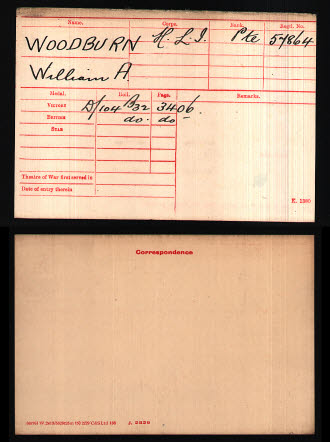 Name. Corps. Rank. Regtl. No.
WOODBURN H.L.I. Pte 57864
William A.
Medal. Roll. Page. Remarks.
VICTORY D/104 B32 3406.
BRITISH do. do
STAR
Theatre of War first served in
Date of entry therein
K. 1380
Correspondence